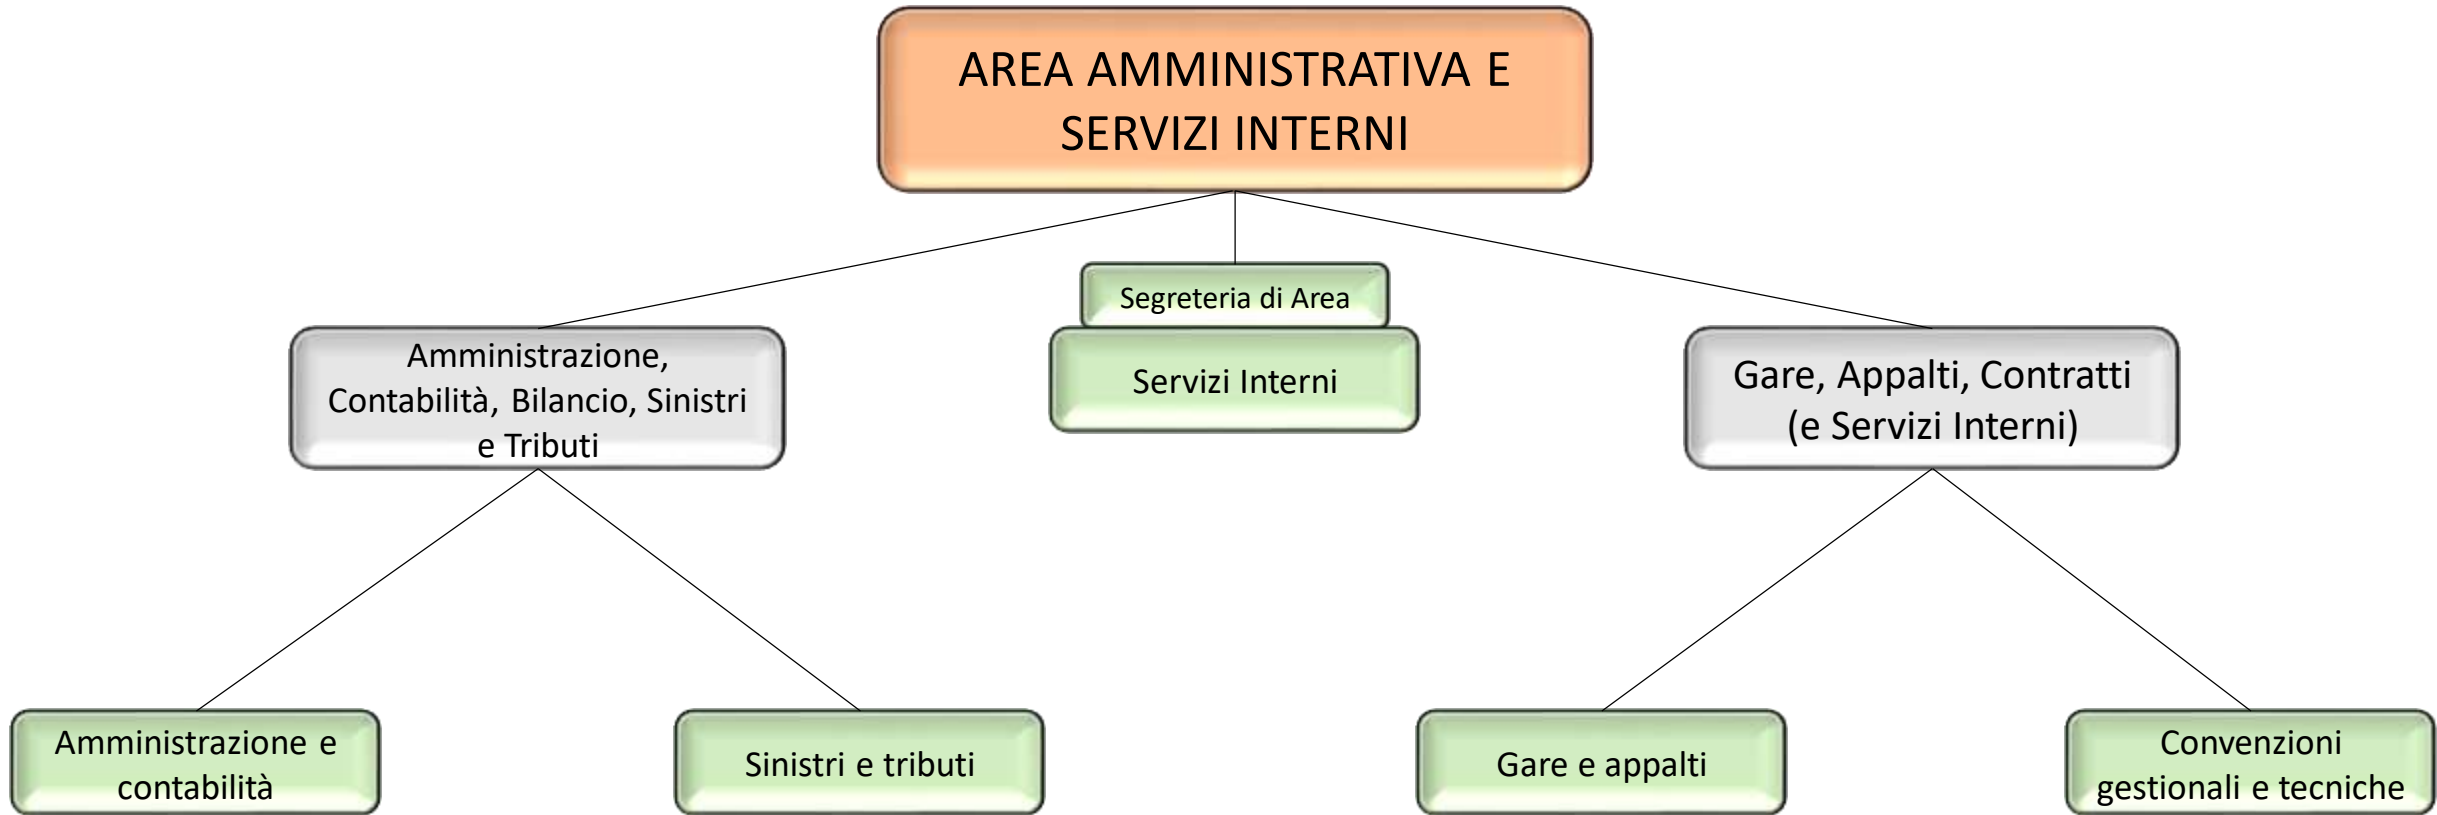 AREA AMMINISTRATIVA E
SERVIZI INTERNI
Segreteria di Area
Servizi Interni
Amministrazione,
Contabilità, Bilancio, Sinistri
e Tributi
Gare, Appalti, Contratti
(e Servizi Interni)
Amministrazione e
contabilità
Sinistri e tributi
Gare e appalti
Convenzioni
gestionali e tecniche